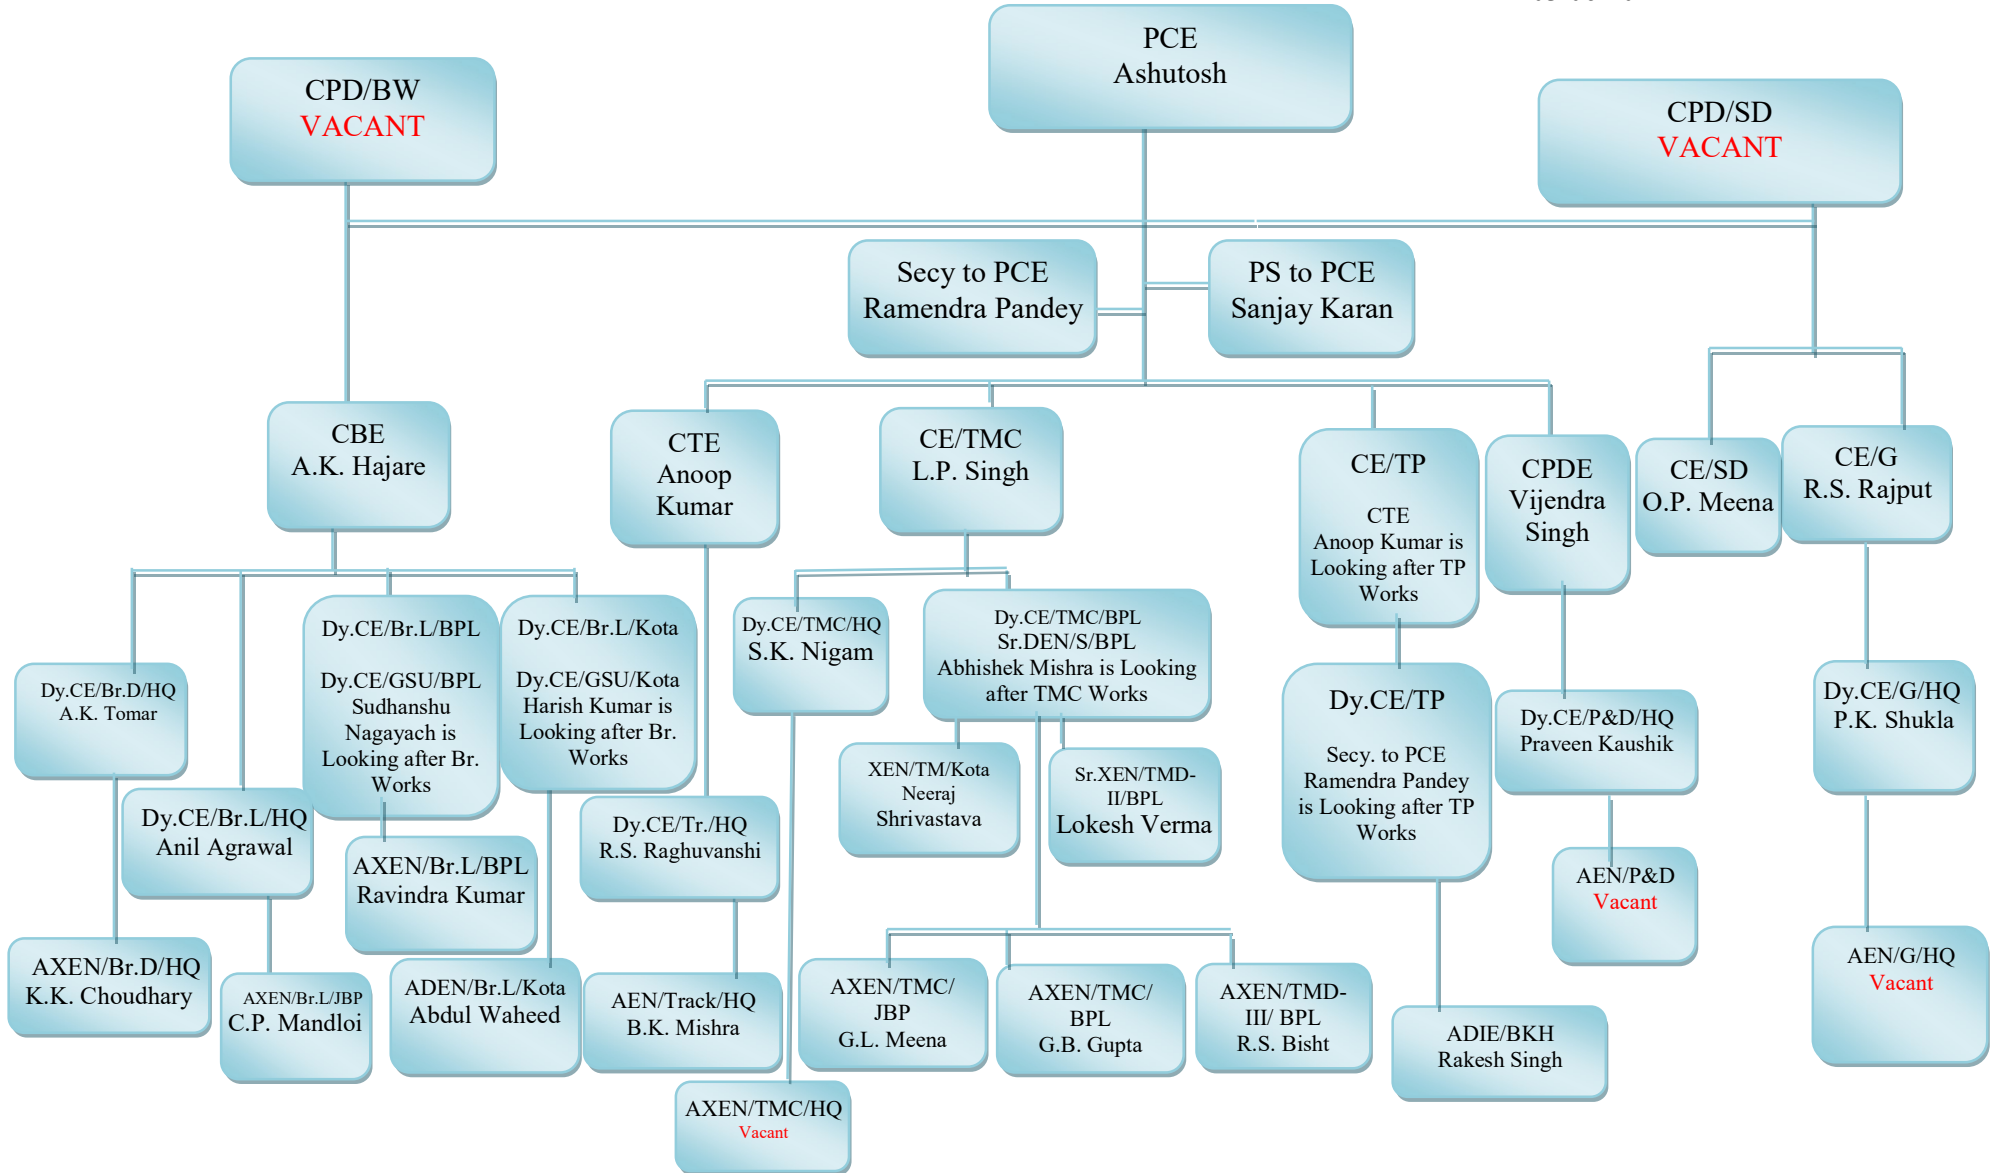 PCE
Ashutosh
CPD/BW
VACANT
CPD/SD
VACANT
Secy to PCE
Ramendra Pandey
PS to PCE
Sanjay Karan
CBE
A.K. Hajare
CTE
Anoop
Kumar
CE/TMC
L.P. Singh
CE/TP
CTE
Anoop Kumar is
Looking after TP
Works
CPDE
Vijendra
Singh
CE/SD
O.P. Meena
CE/G
R.S. Rajput
Dy.CE/Br.D/HQ
A.K. Tomar
Dy.CE/Br.L/HQ
Anil Agrawal
Dy.CE/Br.L/BPL
Dy.CE/GSU/BPL
Sudhanshu
Nagayach is
Looking after Br.
Works
Dy.CE/Br.L/Kota
Dy.CE/GSU/Kota
Harish Kumar is
Looking after Br.
Works
Dy.CE/TMC/HQ
S.K. Nigam
Dy.CE/TMC/BPL
Sr.DEN/S/BPL
Abhishek Mishra is Looking
after TMC Works
Dy.CE/TP
Secy. to PCE
Ramendra Pandey
is Looking after TP
Works
Dy.CE/P&D/HQ
Praveen Kaushik
Dy.CE/G/HQ
P.K. Shukla
XEN/TM/Kota
Neeraj
Shrivastava
Sr.XEN/TMD-
II/BPL
Lokesh Verma
Dy.CE/Tr./HQ
R.S. Raghuvanshi
AXEN/Br.L/BPL
Ravindra Kumar
AEN/P&D
Vacant
AXEN/Br.D/HQ
K.K. Choudhary
AXEN/Br.L/JBP
C.P. Mandloi
ADEN/Br.L/Kota
Abdul Waheed
AEN/Track/HQ
B.K. Mishra
AXEN/TMC/
JBP
G.L. Meena
AXEN/TMC/
BPL
G.B. Gupta
AXEN/TMD-
III/ BPL
R.S. Bisht
ADIE/BKH
Rakesh Singh
AEN/G/HQ
Vacant
AXEN/TMC/HQ
Vacant